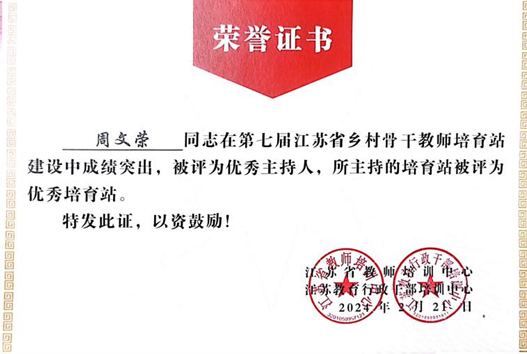 荣誉证书
周文荣 同志在第七届江苏省乡村骨干教师培育站
建设中成绩突出，被评为优秀主持人，所主持的培育站被评为
优秀培育站。
特发此证，以资鼓励！
江苏省教师培训中心
江苏教育行政干部培训中心
2024年2月21日